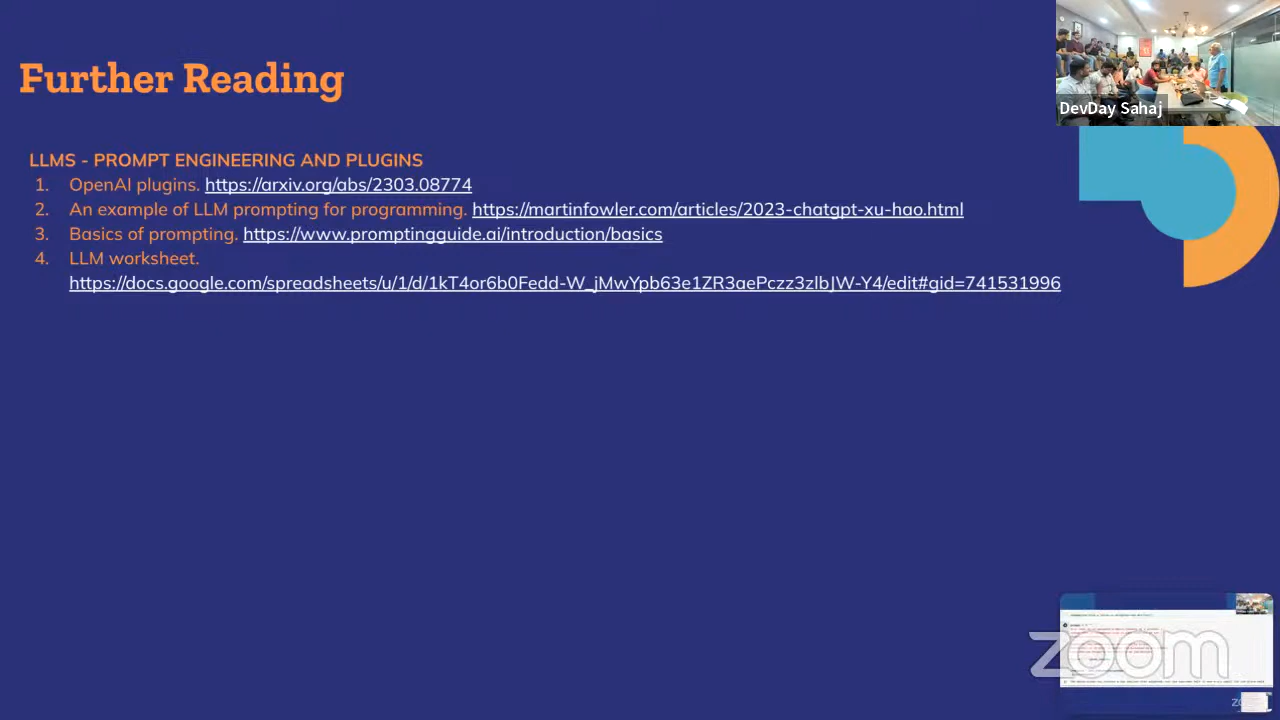 Further Reading
DevDay Sahaj
LLMS - PROMPT ENGINEERING AND PLUGINS
1. OpenAI plugins. https://arxiv.org/abs/2303.08774
2. An example of LLM prompting for programming. https://martinfowler.com/articles/2023-chatgpt-xu-hao.html
3. Basics of prompting. https://www.promptingguide.ai/introduction/basics
4. LLM worksheet.
https://docs.google.com/spreadsheets/u/1/d/1kT4or6b0Fedd-W_jMwYpb63e1ZR3aePczz3zlbJW-Y4/edit#gid=741531996
zoom